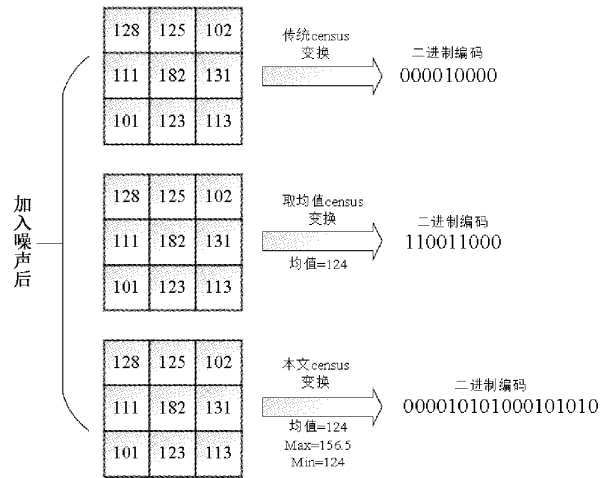 128 125 102
111 182 131
101 123 113
传统census
变换
二进制编码
000010000
加入噪声后
128 125 102
111 182 131
101 123 113
取均值census
变换
均值=124
二进制编码
110011000
128 125 102
111 182 131
101 123 113
本文census
变换
均值=124
Max=156.5
Min=124
二进制编码
000010101000101010